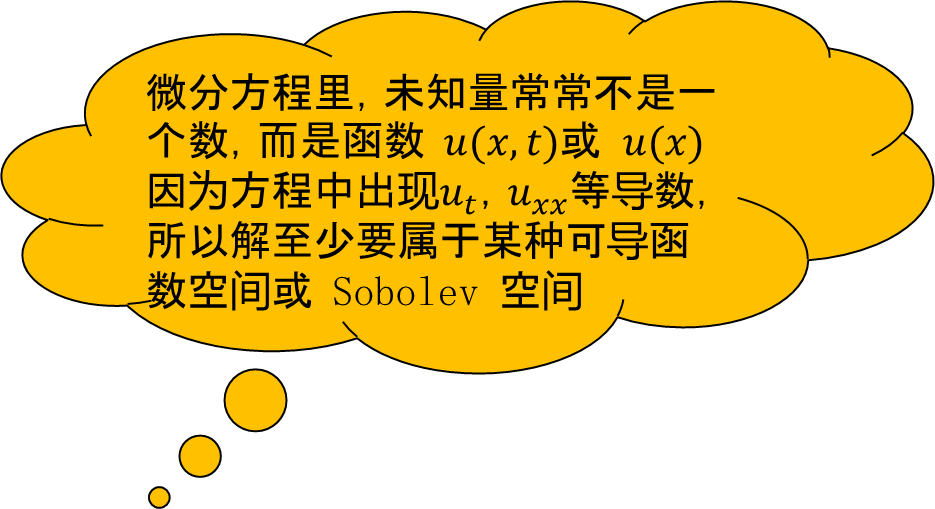 微分方程里, 未知量常常不是一
个数, 而是函数 u(x,t)或 u(x)
因为方程中出现uₜ, uₓₓ等导数,
所以解至少要属于某种可导函
数空间或 Sobolev 空间